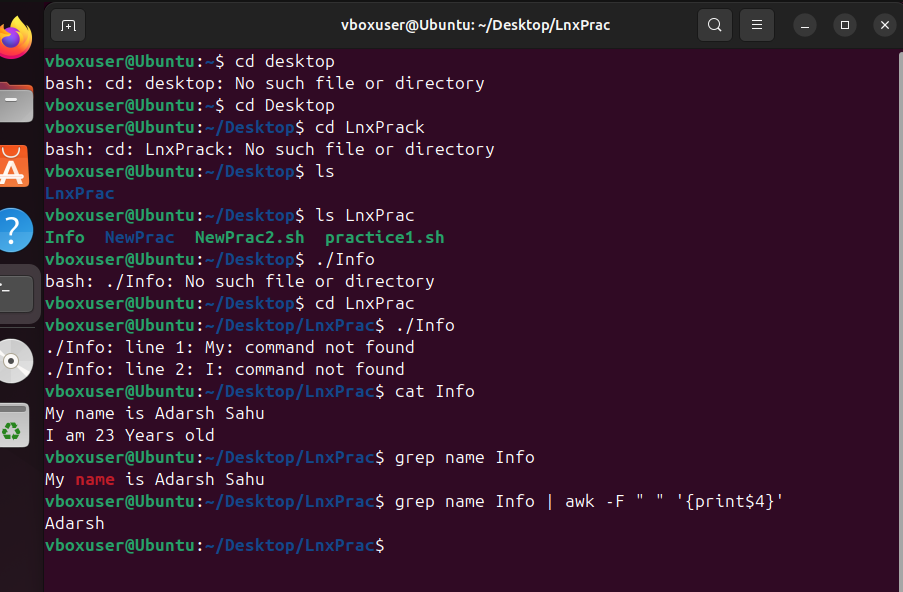 vboxuser@Ubuntu: ~/Desktop/LnxPrac
vboxuser@Ubuntu:~$ cd desktop
bash: cd: desktop: No such file or directory
vboxuser@Ubuntu:~$ cd Desktop
vboxuser@Ubuntu:~/Desktop$ cd LnxPrack
bash: cd: LnxPrack: No such file or directory
vboxuser@Ubuntu:~/Desktop$ ls
LnxPrac
vboxuser@Ubuntu:~/Desktop$ ls LnxPrac
Info  NewPrac  NewPrac2.sh  practice1.sh
vboxuser@Ubuntu:~/Desktop$ ./Info
bash: ./Info: No such file or directory
vboxuser@Ubuntu:~/Desktop$ cd LnxPrac
vboxuser@Ubuntu:~/Desktop/LnxPrac$ ./Info
./Info: line 1: My: command not found
./Info: line 2: I: command not found
vboxuser@Ubuntu:~/Desktop/LnxPrac$ cat Info
My name is Adarsh Sahu
I am 23 Years old
vboxuser@Ubuntu:~/Desktop/LnxPrac$ grep name Info
My name is Adarsh Sahu
vboxuser@Ubuntu:~/Desktop/LnxPrac$ grep name Info | awk -F " " '{print$4}'
Adarsh
vboxuser@Ubuntu:~/Desktop/LnxPrac$